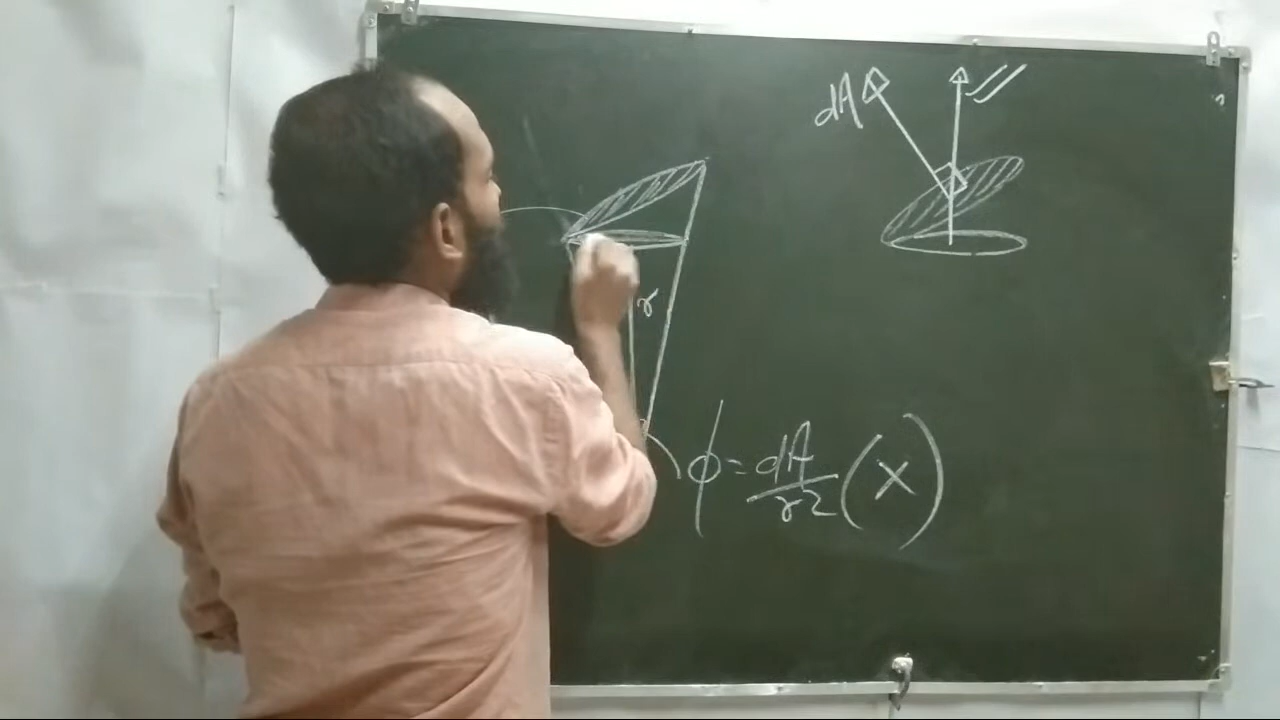 dA
r
ϕ = dA/r2 (X)